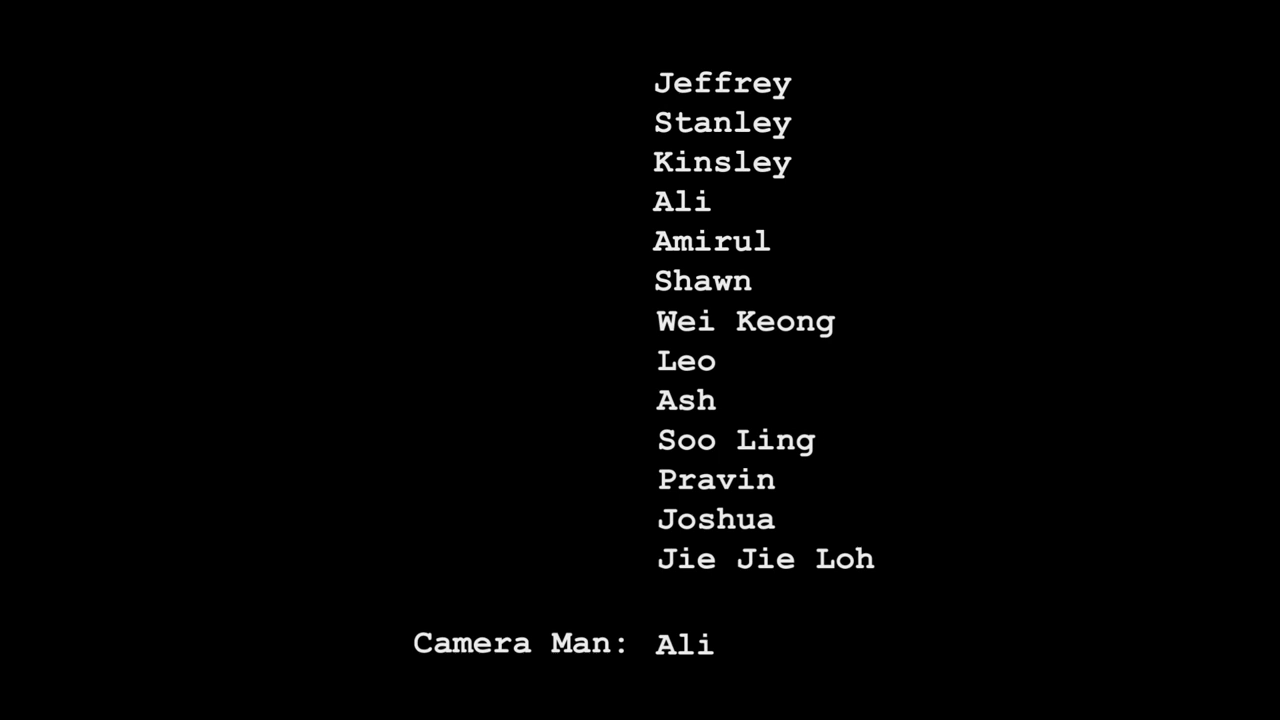 Jeffrey
Stanley
Kinsley
Ali
Amirul
Shawn
Wei Keong
Leo
Ash
Soo Ling
Pravin
Joshua
Jie Jie Loh
Camera Man: Ali